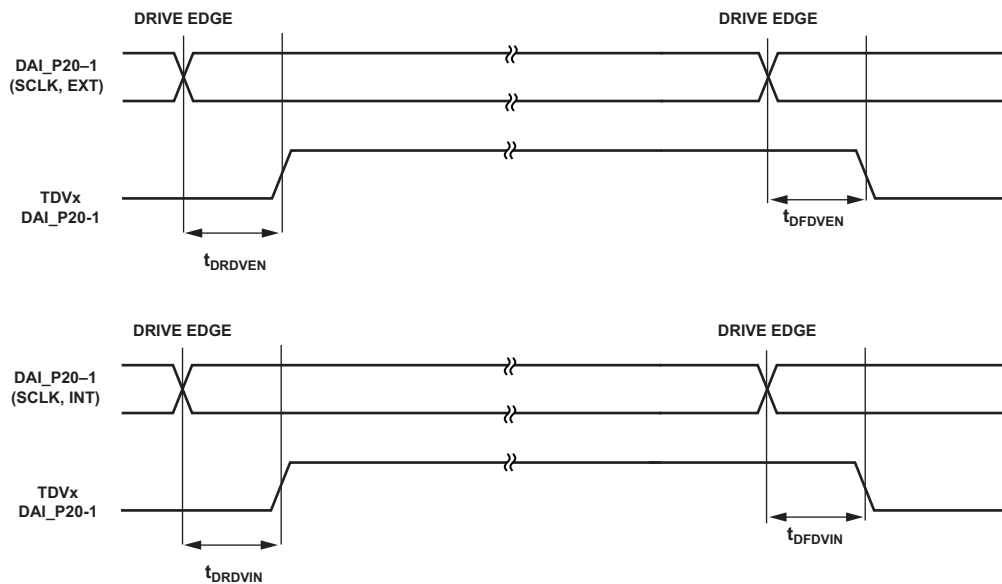 DRIVE EDGE
DRIVE EDGE
DAI_P20–1
(SCLK, EXT)
TDVx
DAI_P20-1
tDFDVEN
tDRDVEN
DRIVE EDGE
DRIVE EDGE
DAI_P20–1
(SCLK, INT)
TDVx
DAI_P20-1
tDFDVIN
tDRDVIN